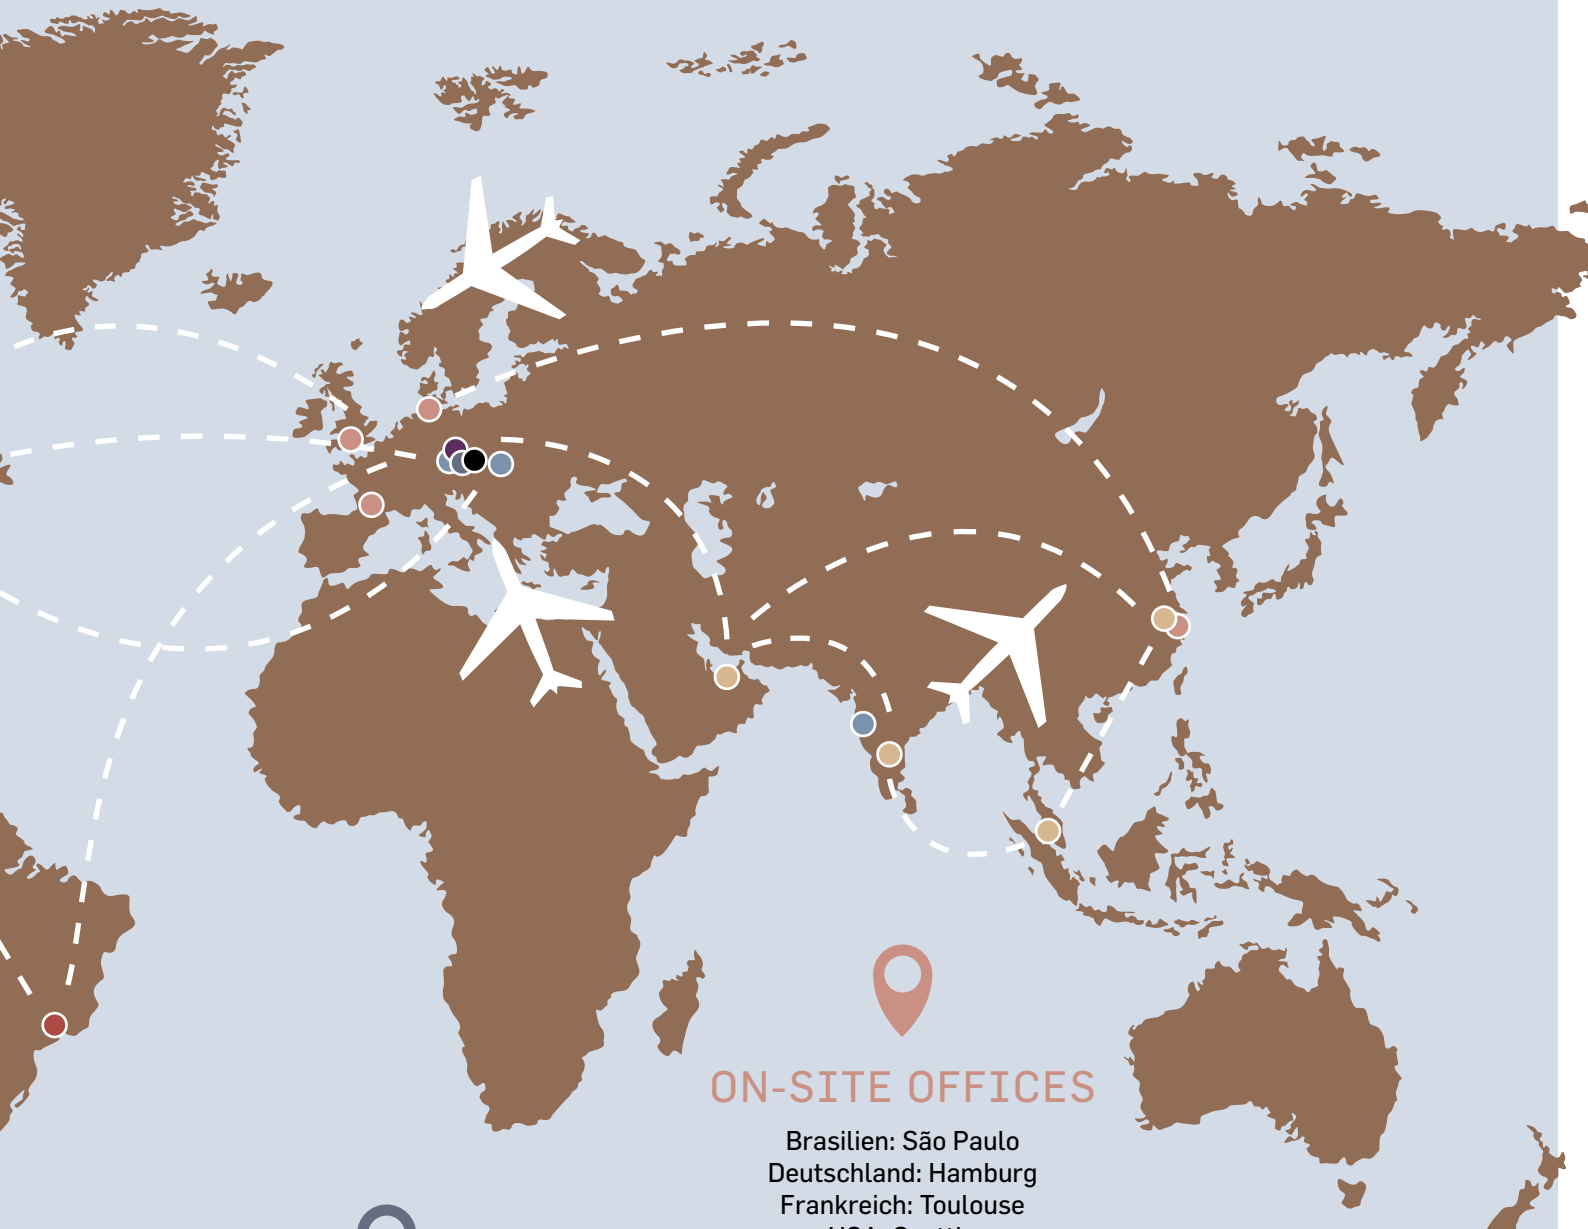 ON-SITE OFFICES
Brasilien: São Paulo
Deutschland: Hamburg
Frankreich: Toulouse